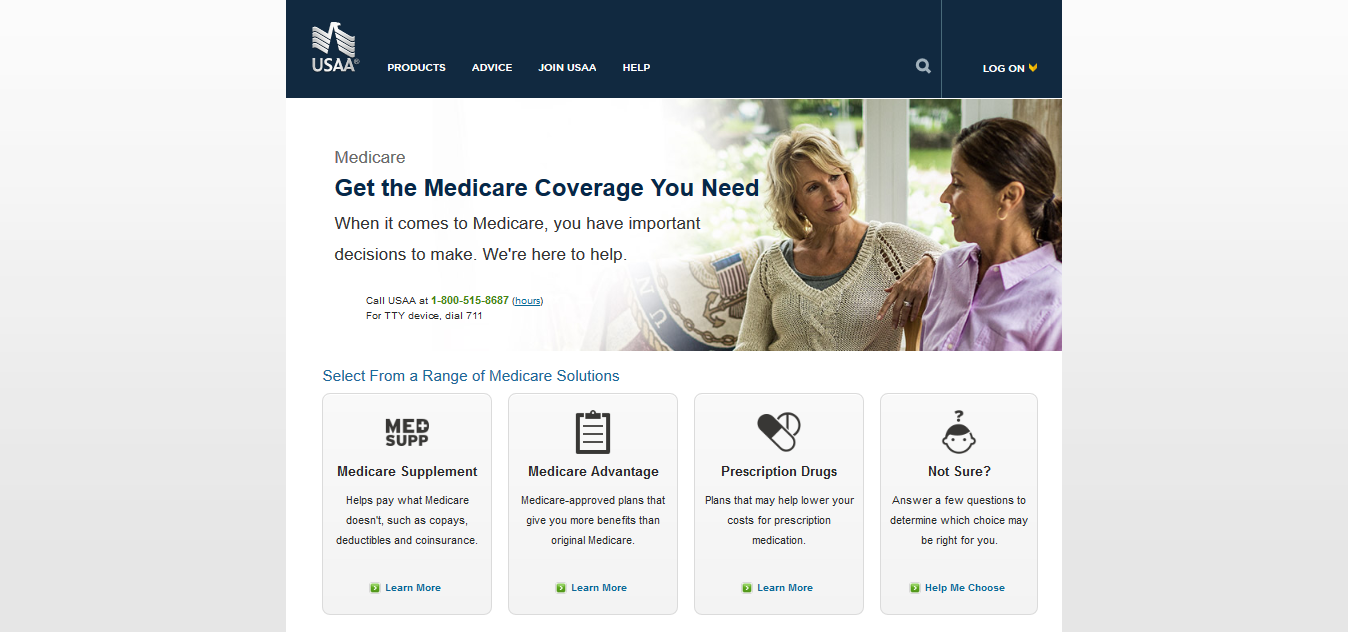 USAA®
PRODUCTS
ADVICE
JOIN USAA
HELP
LOG ON
Medicare
Get the Medicare Coverage You Need
When it comes to Medicare, you have important
decisions to make. We're here to help.
Call USAA at 1-800-515-8687 (hours)
For TTY device, dial 711
Select From a Range of Medicare Solutions
MED
SUPP
Medicare Supplement
Helps pay what Medicare
doesn't, such as copays,
deductibles and coinsurance.
Learn More
Medicare Advantage
Medicare-approved plans that
give you more benefits than
original Medicare.
Learn More
Prescription Drugs
Plans that may help lower your
costs for prescription
medication.
Learn More
?
Not Sure?
Answer a few questions to
determine which choice may
be right for you.
Help Me Choose